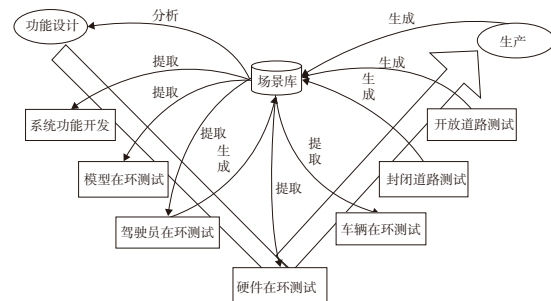 功能设计
分析
生成
生产
提取
生成
场景库
提取
生
成
系统功能开发
开放道路测试
提取
生
成
提
取
模型在环测试
封闭道路测试
提取
驾驶员在环测试
车辆在环测试
硬件在环测试